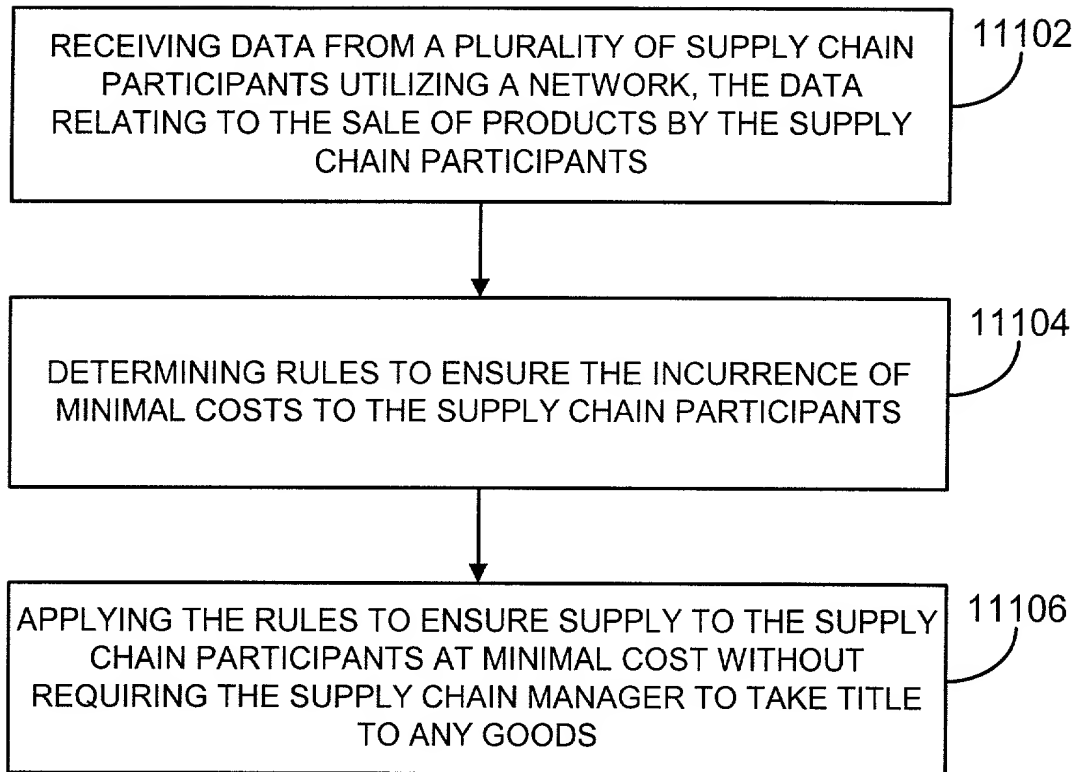 RECEIVING DATA FROM A PLURALITY OF SUPPLY CHAIN
PARTICIPANTS UTILIZING A NETWORK, THE DATA
RELATING TO THE SALE OF PRODUCTS BY THE SUPPLY
CHAIN PARTICIPANTS
11102
DETERMINING RULES TO ENSURE THE INCURRENCE OF
MINIMAL COSTS TO THE SUPPLY CHAIN PARTICIPANTS
11104
APPLYING THE RULES TO ENSURE SUPPLY TO THE SUPPLY
CHAIN PARTICIPANTS AT MINIMAL COST WITHOUT
REQUIRING THE SUPPLY CHAIN MANAGER TO TAKE TITLE
TO ANY GOODS
11106